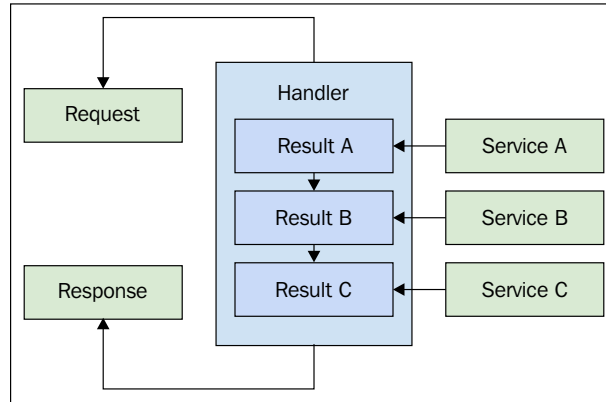 Handler
Request
Result A
Service A
Result B
Service B
Response
Result C
Service C